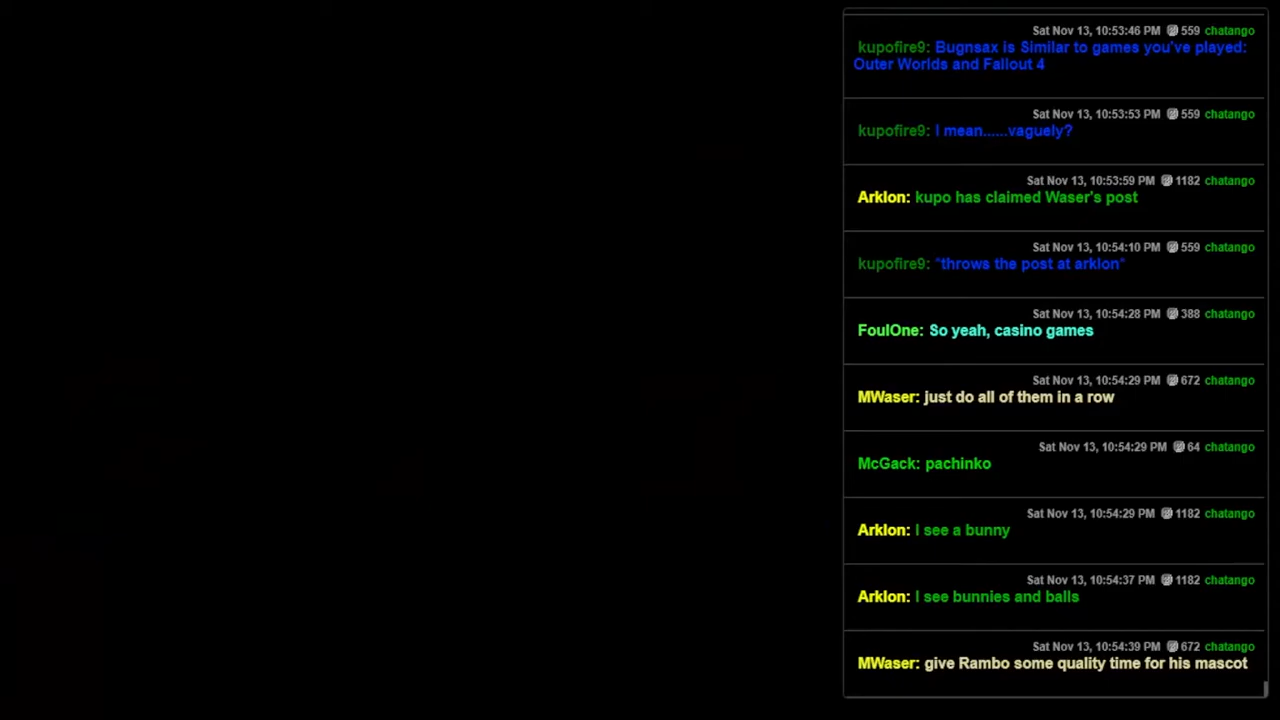 Sat Nov 13, 10:53:46 PM 559 chatango
kupofire9: Bugnsax is Similar to games you've played:
Outer Worlds and Fallout 4
Sat Nov 13, 10:53:53 PM 559 chatango
kupofire9: I mean......vaguely?
Sat Nov 13, 10:53:59 PM 1182 chatango
Arklon: kupo has claimed Waser's post
Sat Nov 13, 10:54:10 PM 559 chatango
kupofire9: *throws the post at arklon*
Sat Nov 13, 10:54:28 PM 388 chatango
FoulOne: So yeah, casino games
Sat Nov 13, 10:54:29 PM 672 chatango
MWaser: just do all of them in a row
Sat Nov 13, 10:54:29 PM 64 chatango
McGack: pachinko
Sat Nov 13, 10:54:29 PM 1182 chatango
Arklon: I see a bunny
Sat Nov 13, 10:54:37 PM 1182 chatango
Arklon: I see bunnies and balls
Sat Nov 13, 10:54:39 PM 672 chatango
MWaser: give Rambo some quality time for his mascot